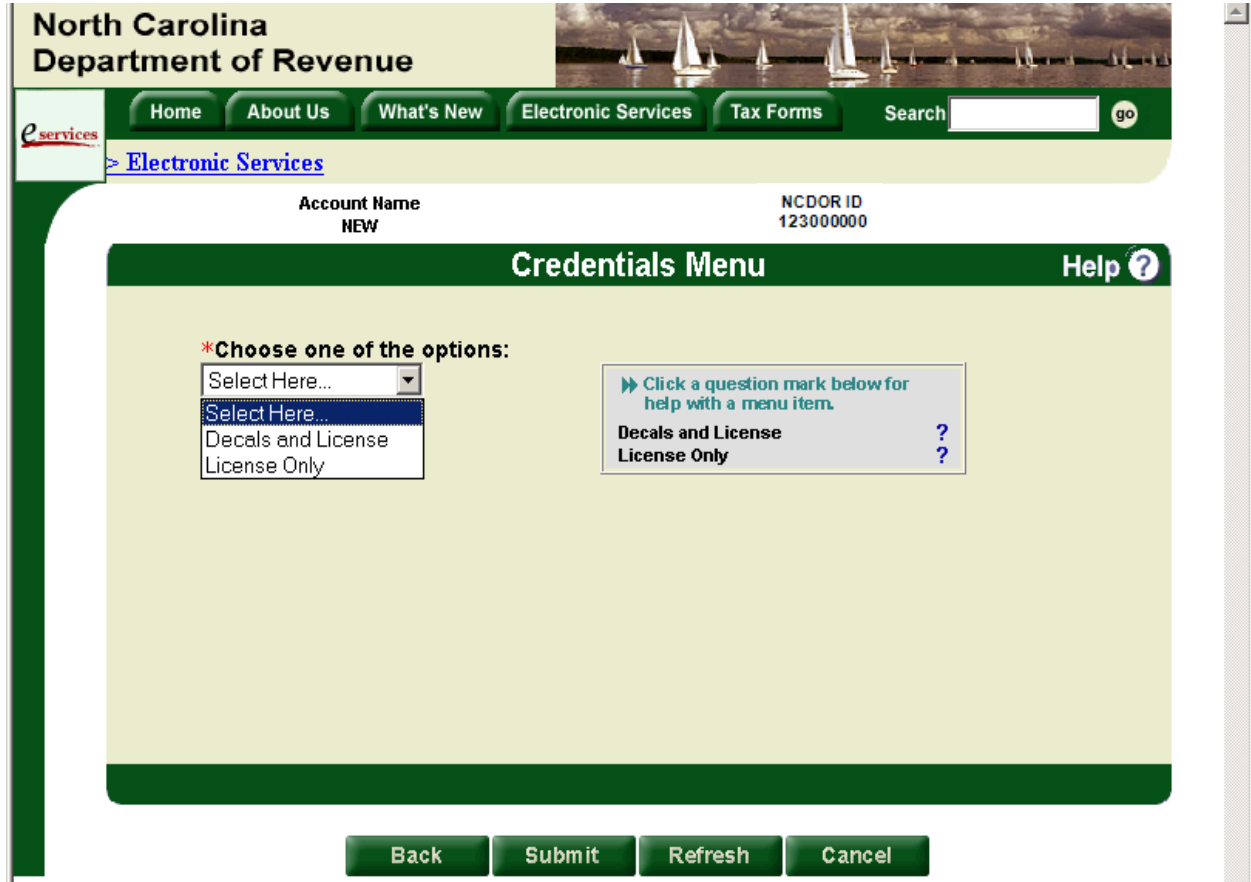 North Carolina
Department of Revenue
Home About Us What's New Electronic Services Tax Forms Search go
e services
> Electronic Services
Account Name NCDOR ID
NEW 123000000
Credentials Menu Help ?
*Choose one of the options:
Select Here...
Select Here...
Decals and License
License Only
Click a question mark below for
help with a menu item.
Decals and License ?
License Only ?
Back Submit Refresh Cancel